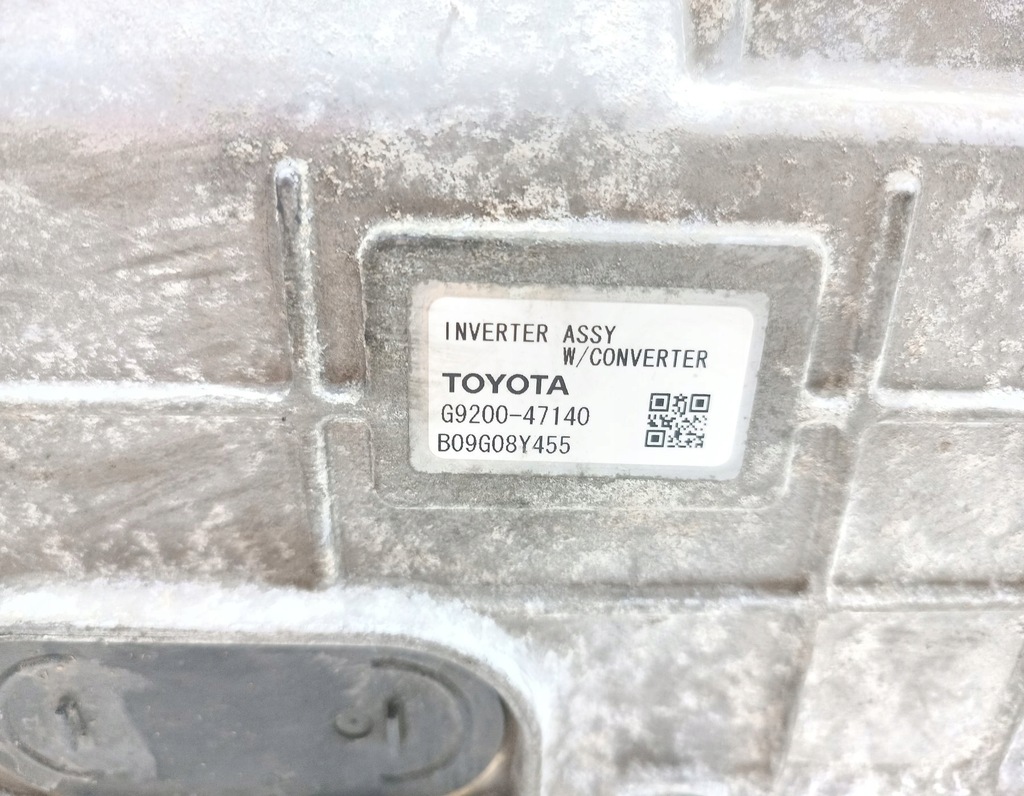 INVERTER ASSY
W/CONVERTER
TOYOTA
G9200-47140
B09G08Y455